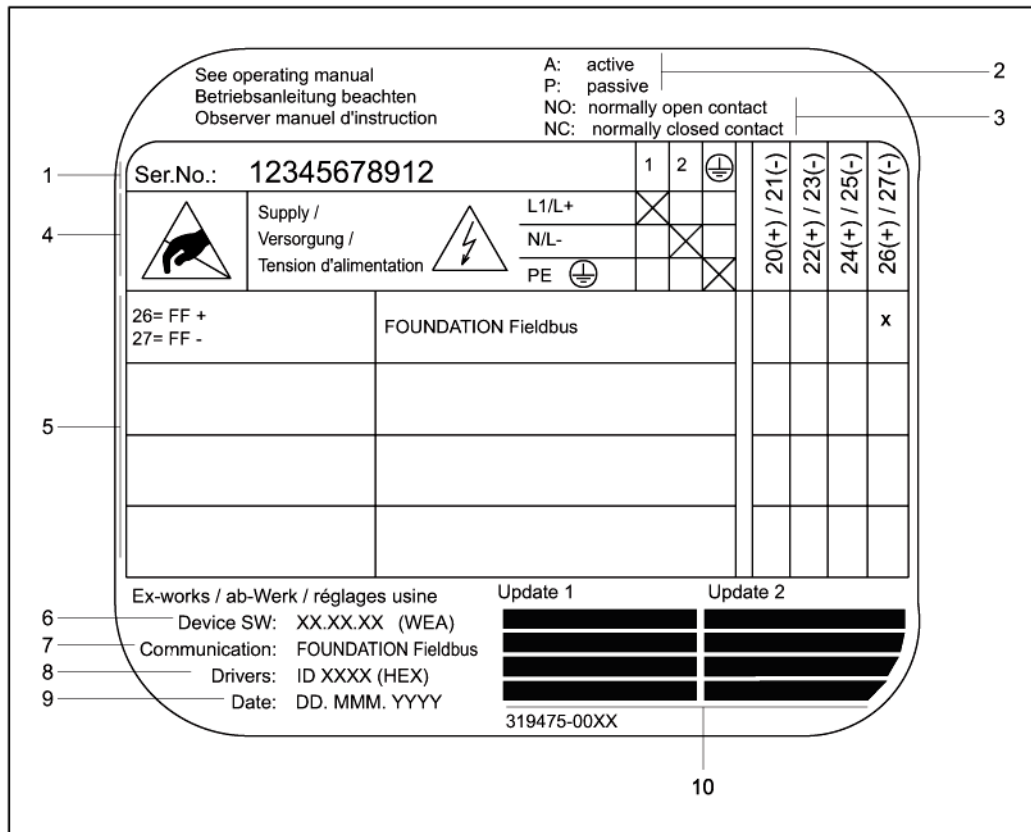 See operating manual
Betriebsanleitung beachten
Observer manuel d'instruction
A: active
P: passive
NO: normally open contact
NC: normally closed contact
2
3
1
Ser.No.: 12345678912
1 2
20(+) / 21(-)
22(+) / 23(-)
24(+) / 25(-)
26(+) / 27(-)
4
Supply /
Versorgung /
Tension d'alimentation
L1/L+
N/L-
PE
5
26= FF +
27= FF -
FOUNDATION Fieldbus
x
Ex-works / ab-Werk / réglages usine
Update 1
Update 2
6
Device SW: XX.XX.XX (WEA)
7
Communication: FOUNDATION Fieldbus
8
Drivers: ID XXXX (HEX)
9
Date: DD. MMM. YYYY
319475-00XX
10